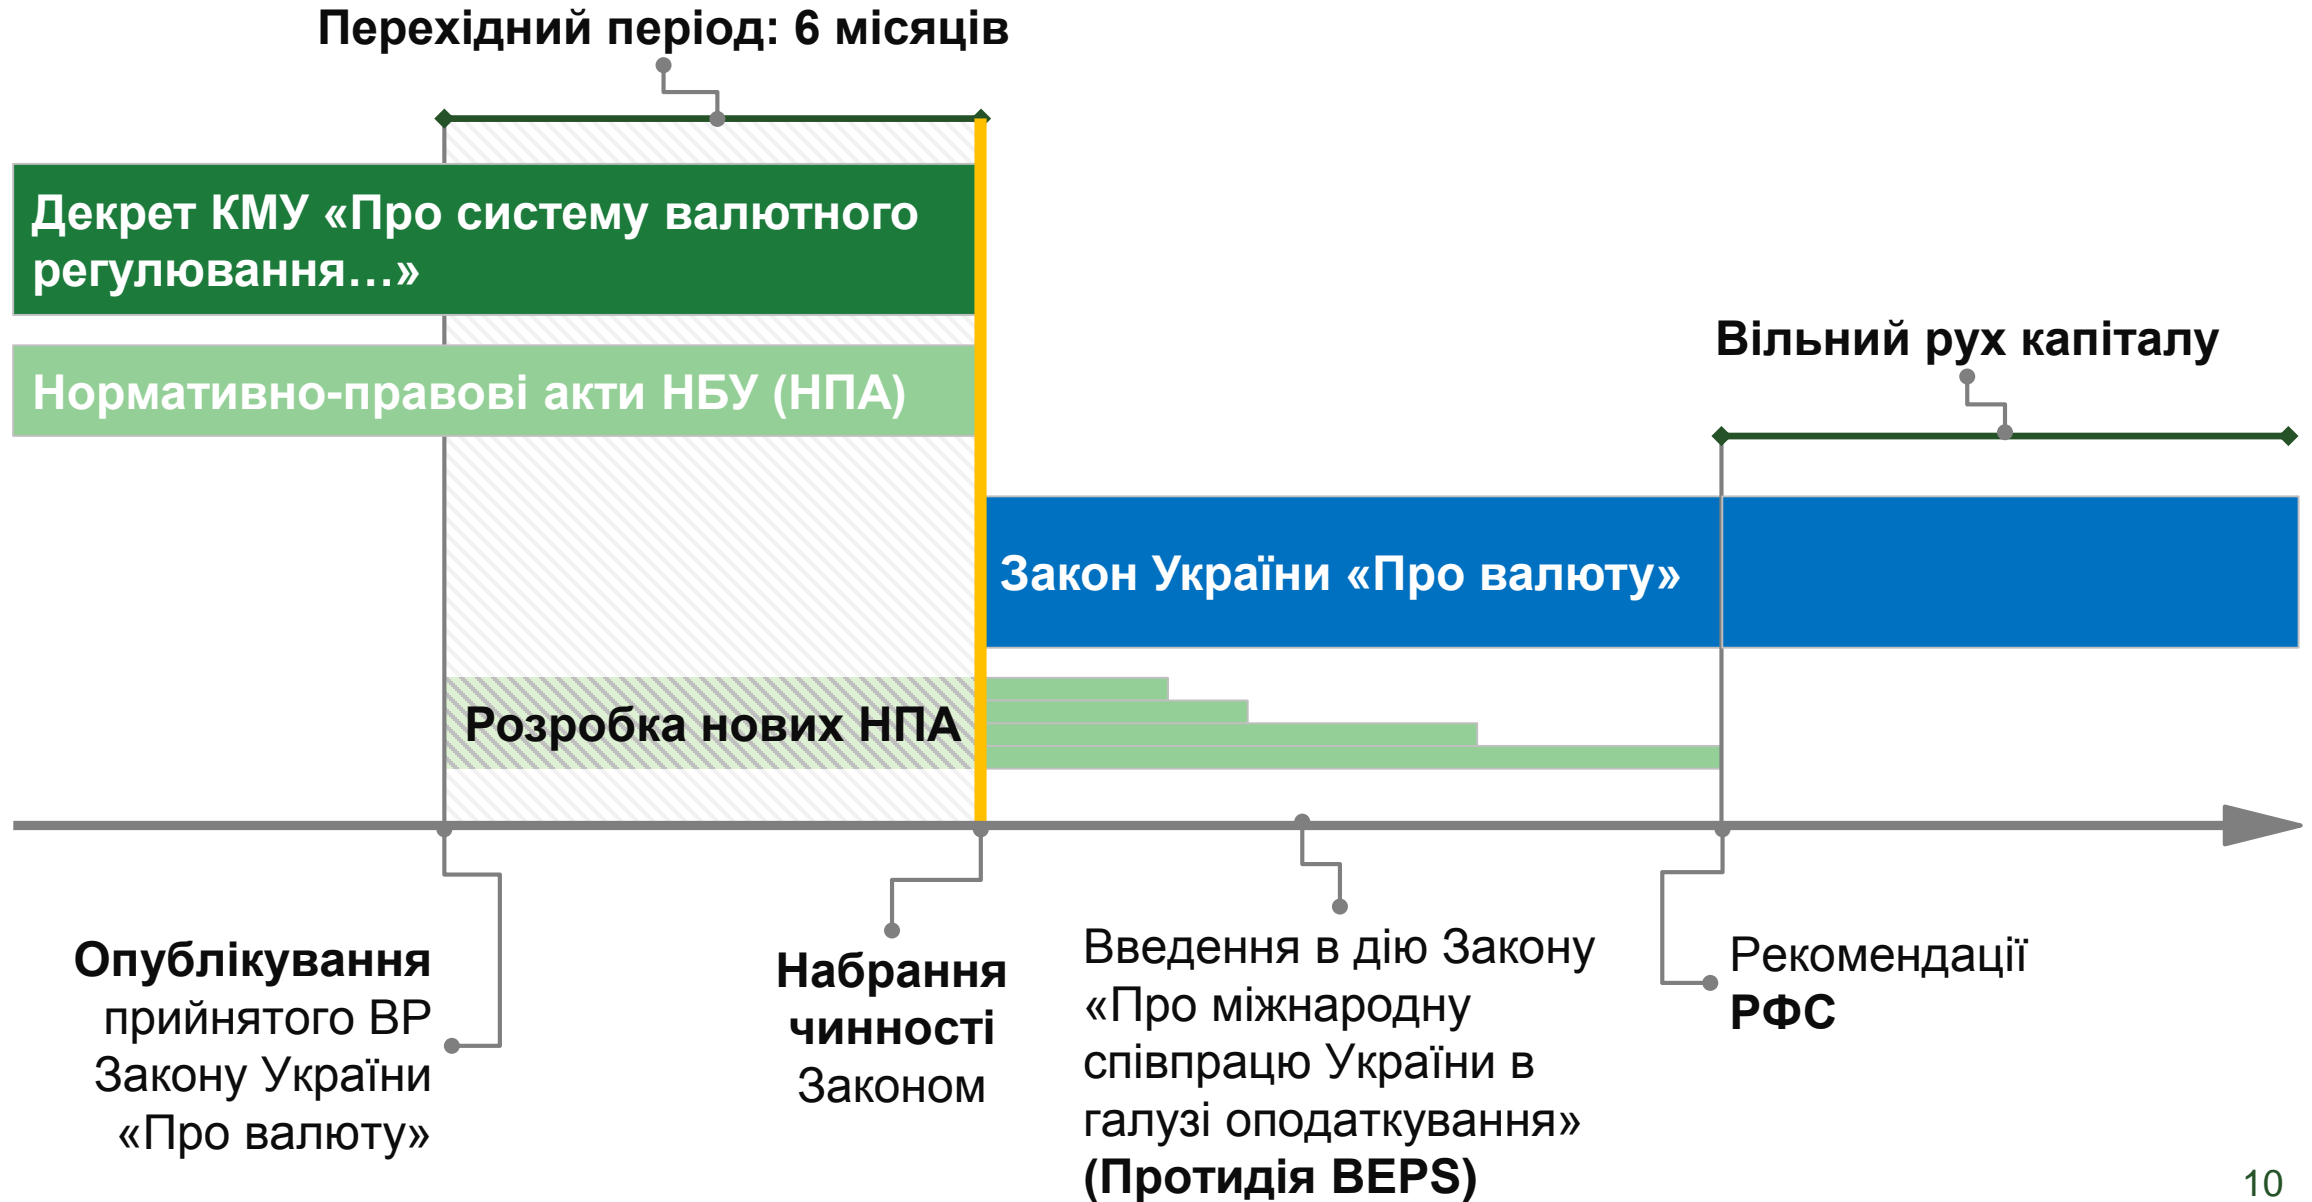 Перехідний період: 6 місяців
Декрет КМУ «Про систему валютного
регулювання…»
Нормативно-правові акти НБУ (НПА)
Вільний рух капіталу
Закон України «Про валюту»
Розробка нових НПА
Опублікування
прийнятого ВР
Закону України
«Про валюту»
Набрання
чинності
Законом
Введення в дію Закону
«Про міжнародну
співпрацю України в
галузі оподаткування»
(Протидія BEPS)
Рекомендації
РФС
10